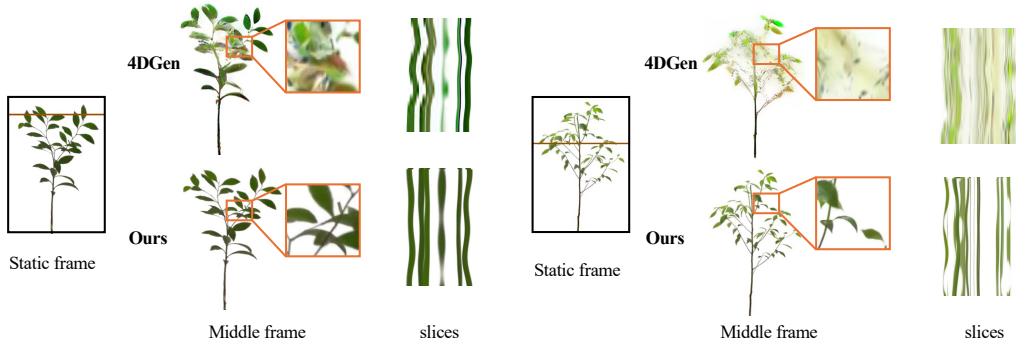 4DGen
Ours
Static frame
Middle frame
slices
4DGen
Ours
Static frame
Middle frame
slices